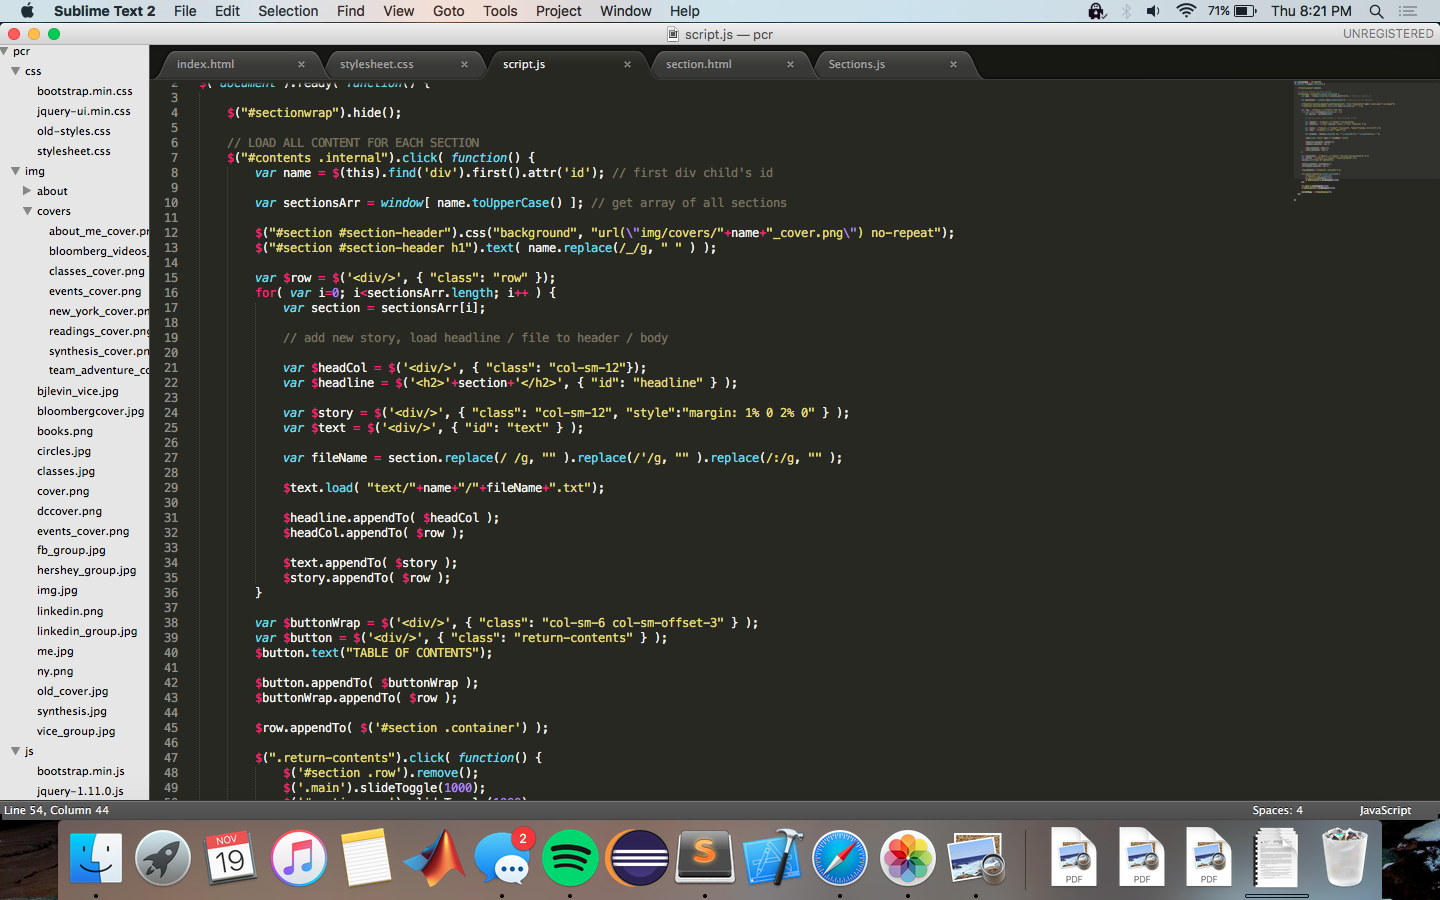 Sublime Text 2 File Edit Selection Find View Goto Tools Project Window Help 71% Thu 8:21 PM
script.js — pcr UNREGISTERED
index.html × stylesheet.css × script.js × section.html × Sections.js ×
pcr
css
bootstrap.min.css
jquery-ui.min.css
old-styles.css
stylesheet.css
img
about
covers
about_me_cover.pr
bloomberg_videos_
classes_cover.png
events_cover.png
new_york_cover.pn
readings_cover.png
synthesis_cover.pn
team_adventure_co
bjlevin_vice.jpg
bloombergcover.jpg
books.png
circles.jpg
classes.jpg
cover.png
dccover.png
events_cover.png
fb_group.jpg
hershey_group.jpg
img.jpg
linkedin.png
linkedin_group.jpg
me.jpg
ny.png
old_cover.jpg
synthesis.jpg
vice_group.jpg
js
bootstrap.min.js
jquery-1.11.0.js
2 $( document ).ready( function() {
3
4 $("#sectionwrap").hide();
5
6 // LOAD ALL CONTENT FOR EACH SECTION
7 $("#contents .internal").click( function() {
8 var name = $(this).find('div').first().attr('id'); // first div child's id
9
10 var sectionsArr = window[ name.toUpperCase() ]; // get array of all sections
11
12 $("#section #section-header").css("background", "url(\"img/covers/"+name+"_cover.png\") no-repeat");
13 $("#section #section-header h1").text( name.replace(/_/g, " " ) );
14
15 var $row = $('<div/>', { "class": "row" });
16 for( var i=0; i<sectionsArr.length; i++ ) {
17 var section = sectionsArr[i];
18
19 // add new story, load headline / file to header / body
20
21 var $headCol = $('<div/>', { "class": "col-sm-12"});
22 var $headline = $('<h2>'+section+'</h2>', { "id": "headline" } );
23
24 var $story = $('<div/>', { "class": "col-sm-12", "style":"margin: 1% 0 2% 0" } );
25 var $text = $('<div/>', { "id": "text" } );
26
27 var fileName = section.replace(/ /g, "" ).replace(/'/g, "" ).replace(/:/g, "" );
28
29 $text.load( "text/"+name+"/"+fileName+".txt");
30
31 $headline.appendTo( $headCol );
32 $headCol.appendTo( $row );
33
34 $text.appendTo( $story );
35 $story.appendTo( $row );
36 }
37
38 var $buttonWrap = $('<div/>', { "class": "col-sm-6 col-sm-offset-3" } );
39 var $button = $('<div/>', { "class": "return-contents" } );
40 $button.text("TABLE OF CONTENTS");
41
42 $button.appendTo( $buttonWrap );
43 $buttonWrap.appendTo( $row );
44
45 $row.appendTo( $('#section .container') );
46
47 $(".return-contents").click( function() {
48 $('#section .row').remove();
49 $('.main').slideToggle(1000);
Line 54, Column 44 Spaces: 4 JavaScript
NOV
19
2
S
PDF
PDF
PDF